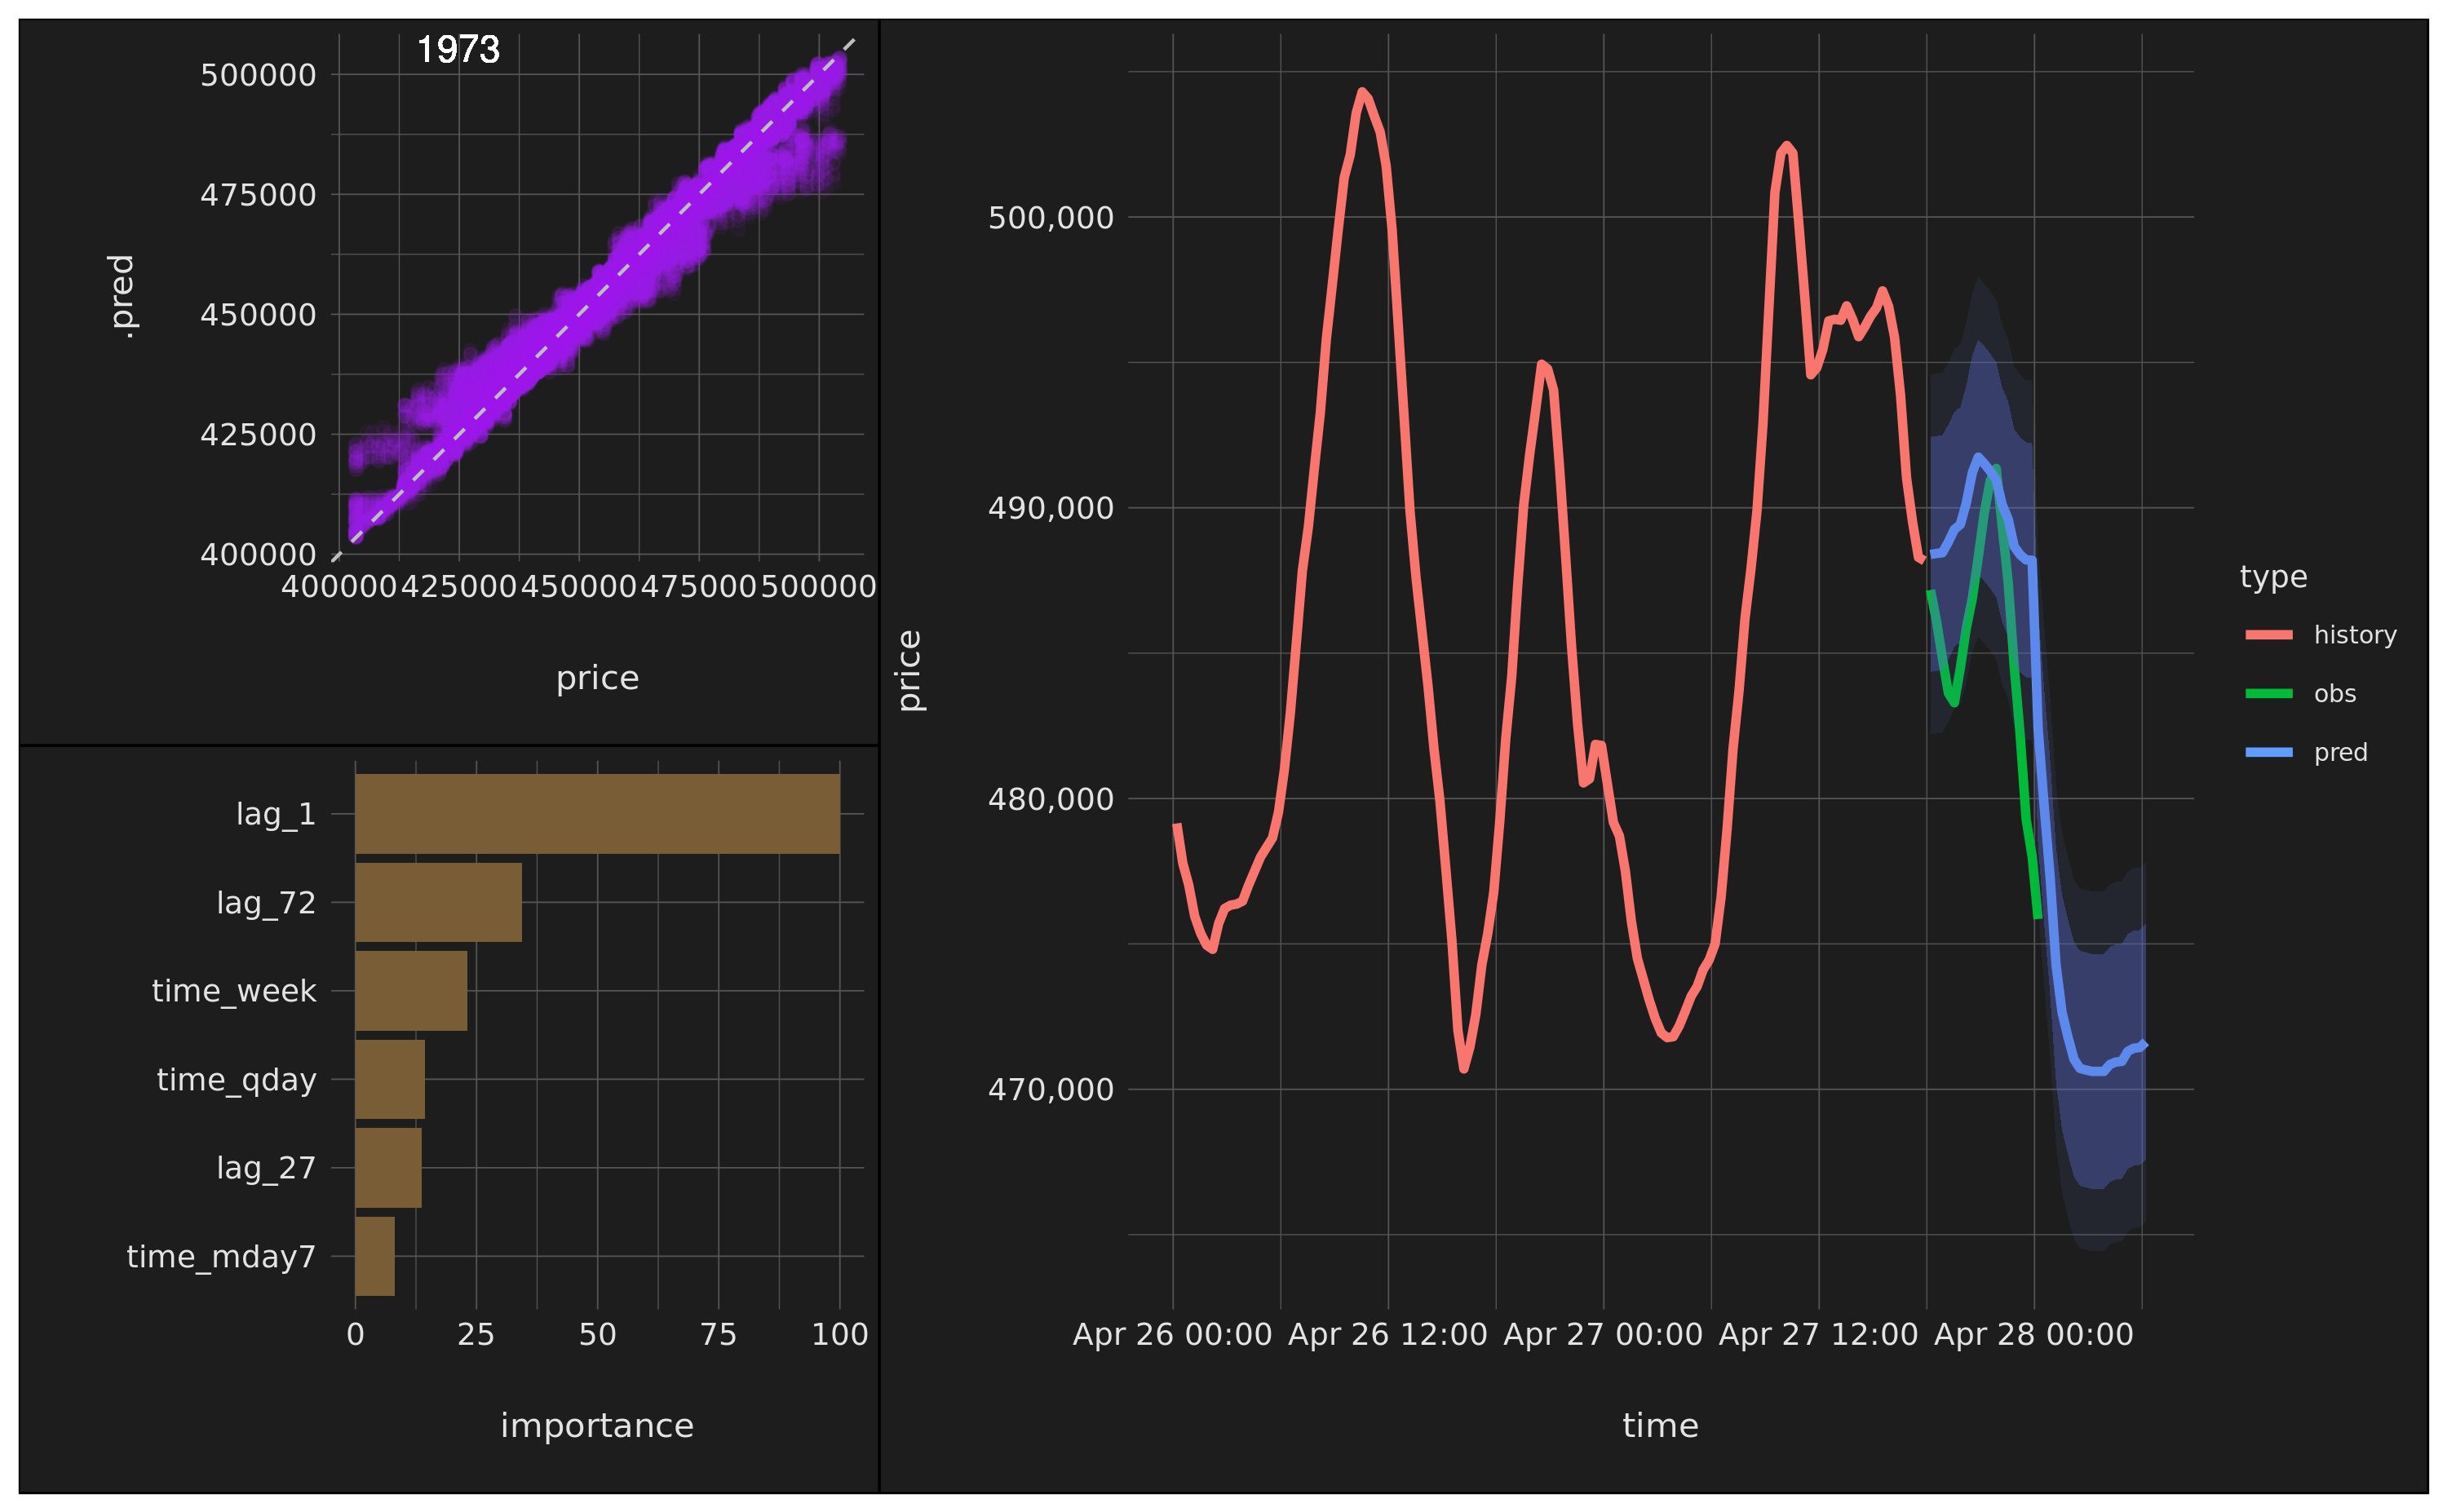 1973
500000
475000
450000
425000
400000
.pred
400000 425000 450000 475000 500000
price
lag_1
lag_72
time_week
time_qday
lag_27
time_mday7
0 25 50 75 100
importance
500,000
490,000
480,000
470,000
price
Apr 26 00:00 Apr 26 12:00 Apr 27 00:00 Apr 27 12:00 Apr 28 00:00
time
type
history
obs
pred